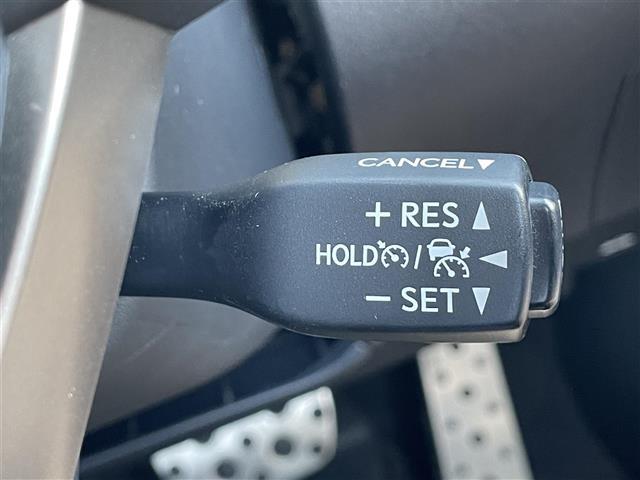 CANCEL▼
+ RES ▲
HOLD / ◀
− SET ▼